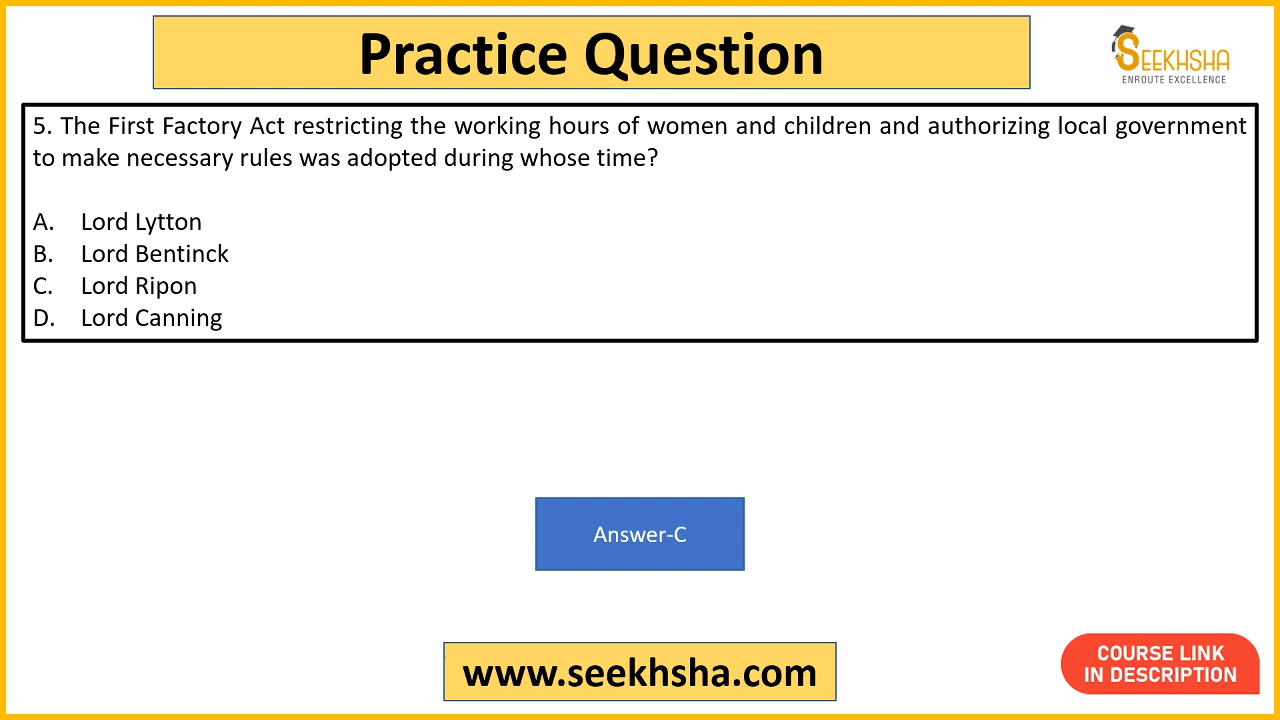 Practice Question
SEEKHSHA
ENROUTE EXCELLENCE
5. The First Factory Act restricting the working hours of women and children and authorizing local government
to make necessary rules was adopted during whose time?
A. Lord Lytton
B. Lord Bentinck
C. Lord Ripon
D. Lord Canning
Answer-C
www.seekhsha.com
COURSE LINK
IN DESCRIPTION